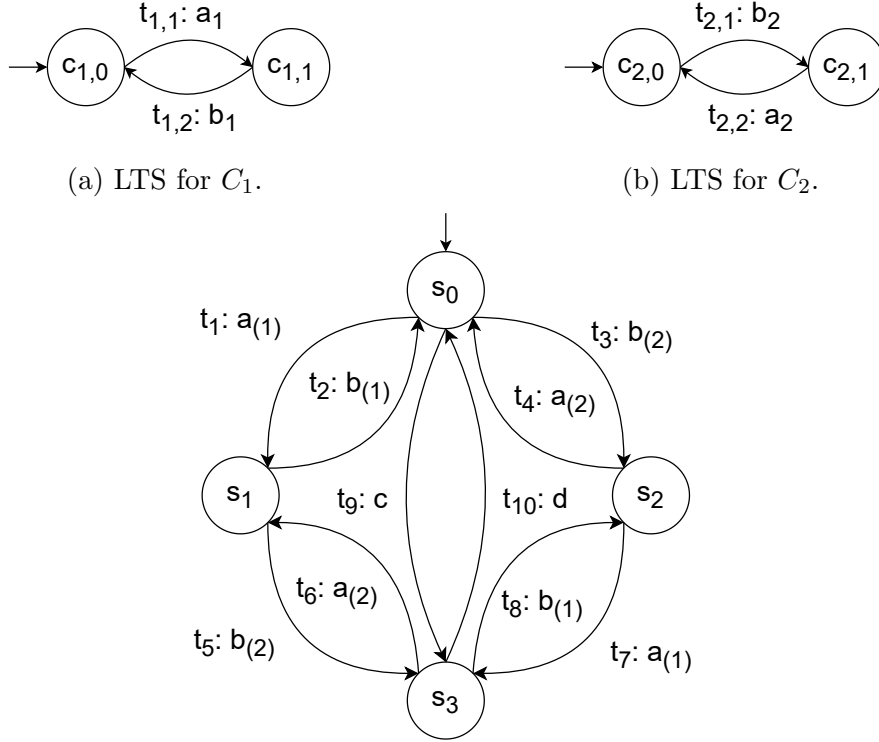 t1,1: a1
c1,0 c1,1
t1,2: b1
(a) LTS for C1.
t2,1: b2
c2,0 c2,1
t2,2: a2
(b) LTS for C2.
s0
t1: a(1)
t3: b(2)
t2: b(1)
t4: a(2)
s1
t9: c
t10: d
s2
t6: a(2)
t8: b(1)
t5: b(2)
t7: a(1)
s3